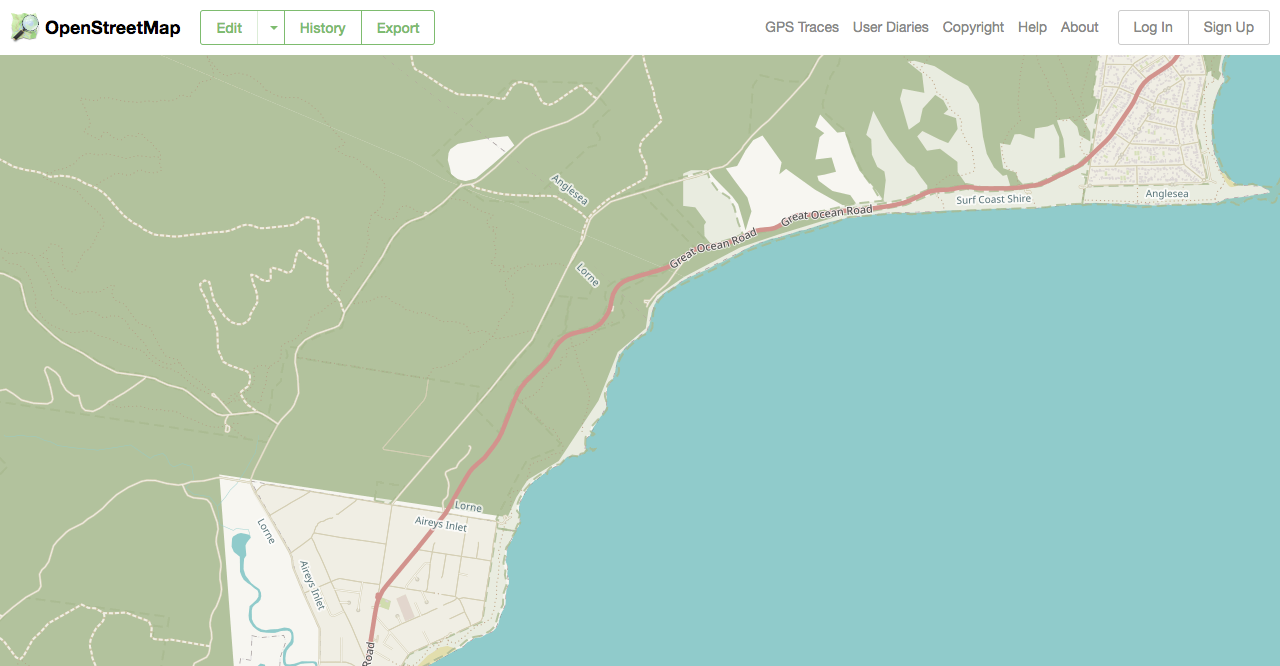 OpenStreetMap
Edit
History
Export
GPS Traces
User Diaries
Copyright
Help
About
Log In
Sign Up
Anglesea
Surf Coast Shire
Anglesea
Great Ocean Road
Great Ocean Road
Lorne
Lorne
Aireys Inlet
Lorne
Aireys Inlet
Road